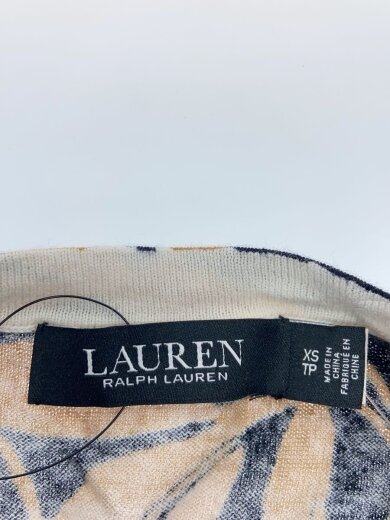 LAUREN
RALPH LAUREN
XS
TP
MADE IN
CHINA
FABRIQUÉ EN
CHINE